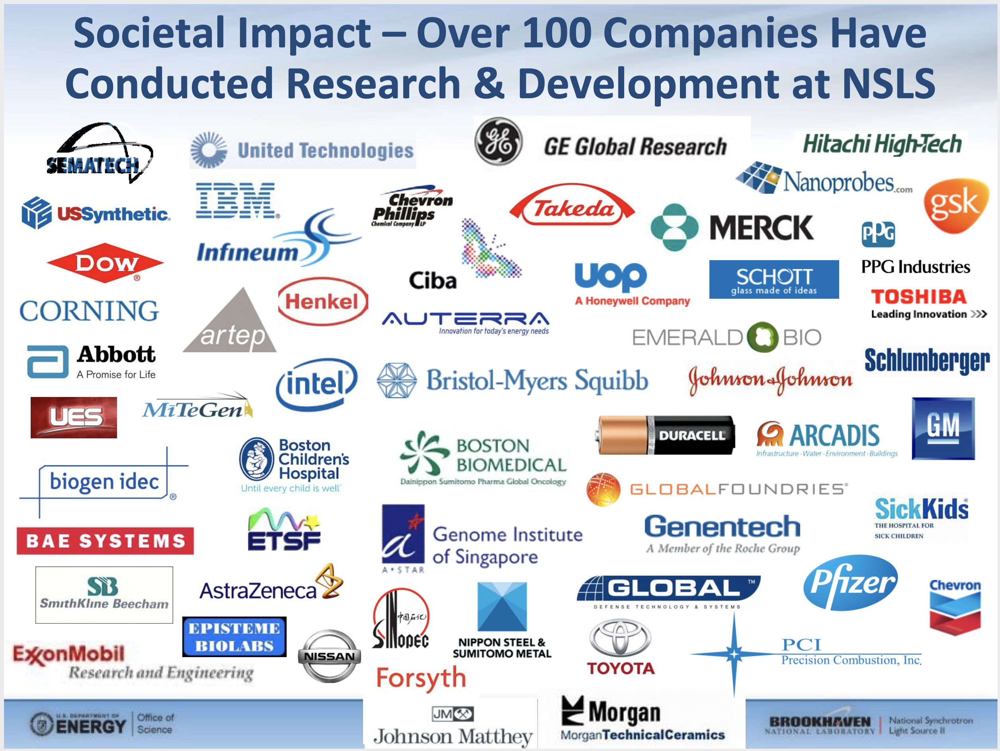 Societal Impact – Over 100 Companies Have
Conducted Research & Development at NSLS
SEMATECH
United Technologies
GE
GE Global Research
Hitachi High-Tech
Nanoprobes.com
gsk
USSynthetic
IBM®
Chevron
Phillips
Chemical Company LP
Takeda
MERCK
PPG
PPG Industries
DOW®
Infineum
Ciba
uop
A Honeywell Company
SCHOTT
glass made of ideas
TOSHIBA
Leading Innovation >>>
CORNING
artep
Henkel
AUTERRA
Innovation for today's energy needs
EMERALD BIO
Schlumberger
Abbott
A Promise for Life
intel®
Bristol-Myers Squibb
Johnson & Johnson
UES
MiTeGen
DURACELL
ARCADIS
Infrastructure - Water - Environment - Buildings
GM
biogen idec®
Boston
Children's
Hospital
Until every child is well™
BOSTON
BIOMEDICAL
Dainippon Sumitomo Pharma Global Oncology
GLOBALFOUNDRIES®
SickKids®
THE HOSPITAL FOR
SICK CHILDREN
BAE SYSTEMS
ETSF
a
A*STAR
Genome Institute
of Singapore
Genentech
A Member of the Roche Group
SB
SmithKline Beecham
AstraZeneca
中国石化
SINOPEC
NIPPON STEEL &
SUMITOMO METAL
GLOBAL™
DEFENSE TECHNOLOGY & SYSTEMS
Pfizer
Chevron
EPISTEME
BIOLABS
ExxonMobil
Research and Engineering
NISSAN
TOYOTA
PCI
Precision Combustion, Inc.
Forsyth
U.S. DEPARTMENT OF
ENERGY
Office of
Science
JM
Johnson Matthey
Morgan
MorganTechnicalCeramics
BROOKHAVEN
NATIONAL LABORATORY
National Synchrotron
Light Source II